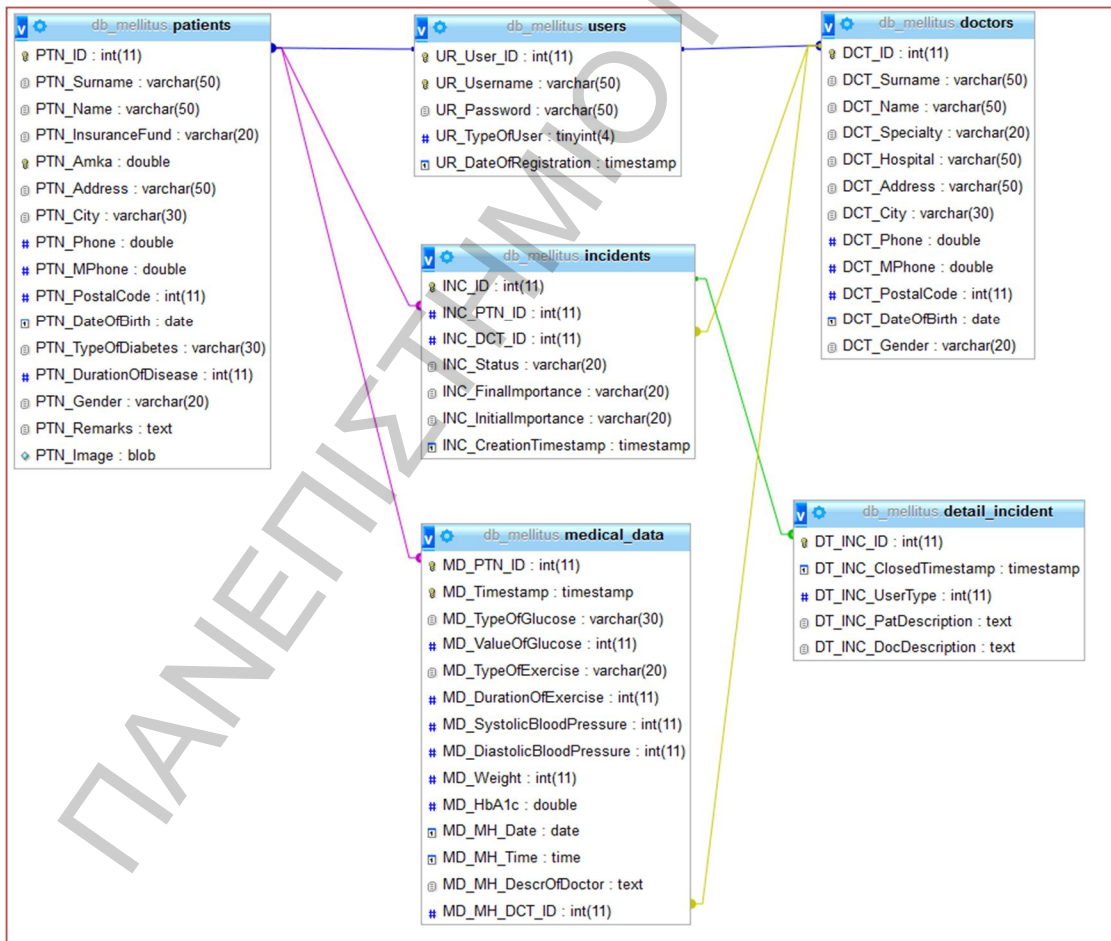 db_mellitus.patients
PTN_ID : int(11)
PTN_Surname : varchar(50)
PTN_Name : varchar(50)
PTN_InsuranceFund : varchar(20)
PTN_Amka : double
PTN_Address : varchar(50)
PTN_City : varchar(30)
PTN_Phone : double
PTN_MPhone : double
PTN_PostalCode : int(11)
PTN_DateOfBirth : date
PTN_TypeOfDiabetes : varchar(30)
PTN_DurationOfDisease : int(11)
PTN_Gender : varchar(20)
PTN_Remarks : text
PTN_Image : blob
db_mellitus.users
UR_User_ID : int(11)
UR_Username : varchar(50)
UR_Password : varchar(50)
UR_TypeOfUser : tinyint(4)
UR_DateOfRegistration : timestamp
db_mellitus.doctors
DCT_ID : int(11)
DCT_Surname : varchar(50)
DCT_Name : varchar(50)
DCT_Specialty : varchar(20)
DCT_Hospital : varchar(50)
DCT_Address : varchar(50)
DCT_City : varchar(30)
DCT_Phone : double
DCT_MPhone : double
DCT_PostalCode : int(11)
DCT_DateOfBirth : date
DCT_Gender : varchar(20)
db_mellitus.incidents
INC_ID : int(11)
INC_PTN_ID : int(11)
INC_DCT_ID : int(11)
INC_Status : varchar(20)
INC_FinalImportance : varchar(20)
INC_InitialImportance : varchar(20)
INC_CreationTimestamp : timestamp
db_mellitus.detail_incident
DT_INC_ID : int(11)
DT_INC_ClosedTimestamp : timestamp
DT_INC_UserType : int(11)
DT_INC_PatDescription : text
DT_INC_DocDescription : text
db_mellitus.medical_data
MD_PTN_ID : int(11)
MD_Timestamp : timestamp
MD_TypeOfGlucose : varchar(30)
MD_ValueOfGlucose : int(11)
MD_TypeOfExercise : varchar(20)
MD_DurationOfExercise : int(11)
MD_SystolicBloodPressure : int(11)
MD_DiastolicBloodPressure : int(11)
MD_Weight : int(11)
MD_HbA1c : double
MD_MH_Date : date
MD_MH_Time : time
MD_MH_DescrOfDoctor : text
MD_MH_DCT_ID : int(11)